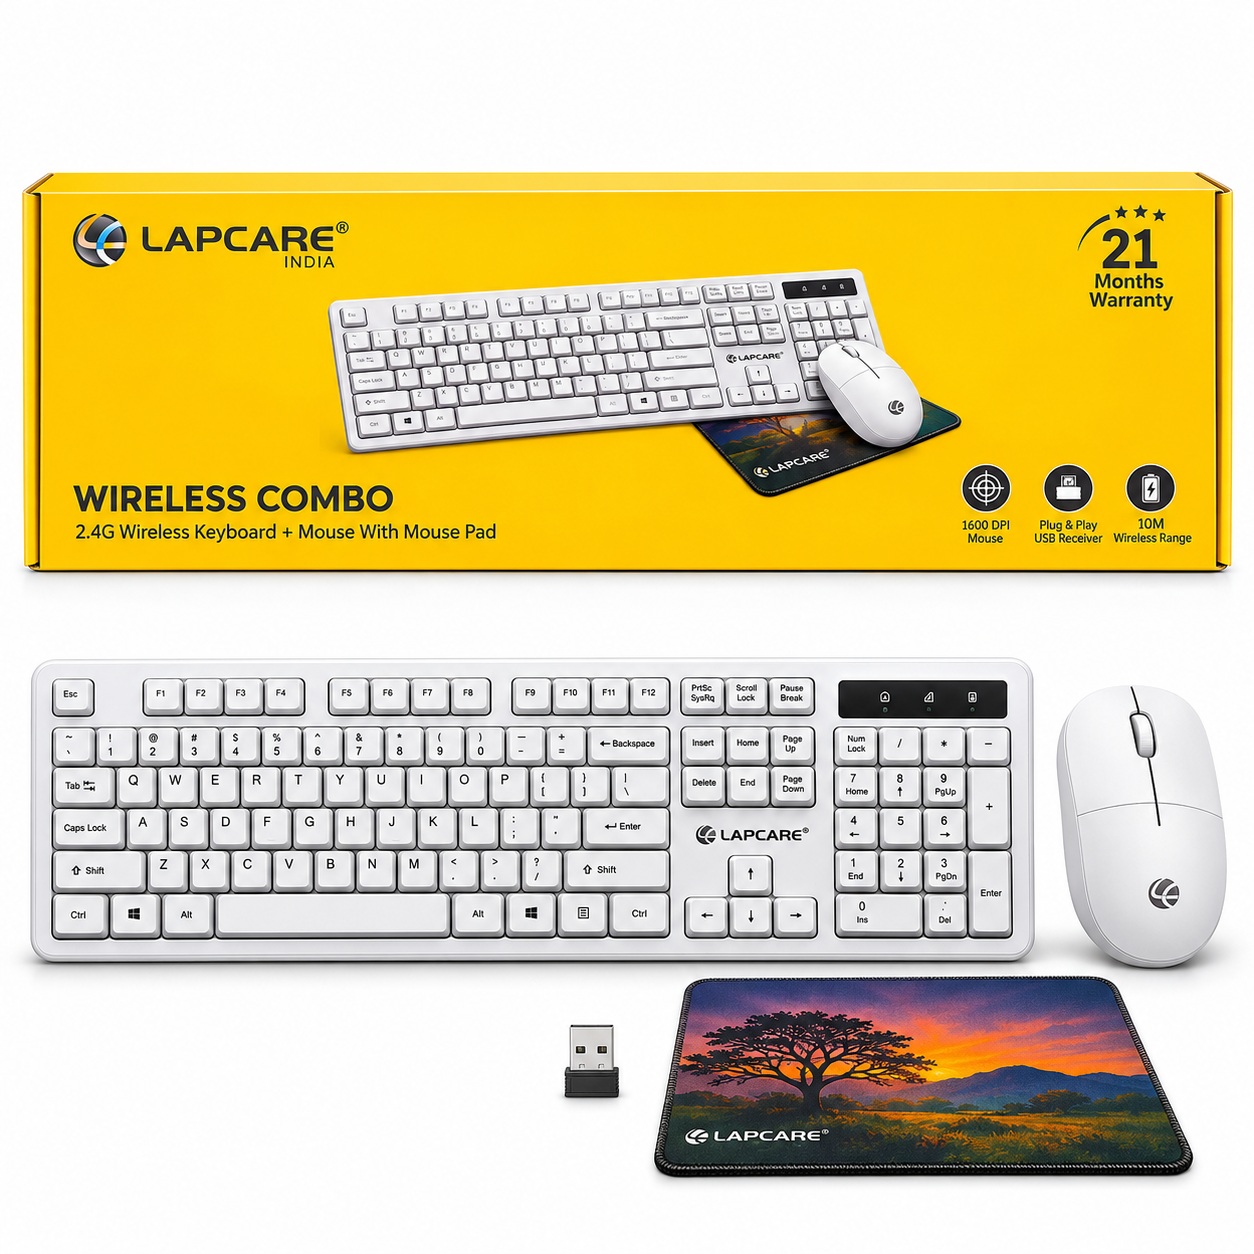 LAPCARE®
INDIA
21
Months
Warranty
LAPCARE®
LAPCARE®
WIRELESS COMBO
2.4G Wireless Keyboard + Mouse With Mouse Pad
1600 DPI
Mouse
Plug & Play
USB Receiver
10M
Wireless Range
Esc F1 F2 F3 F4 F5 F6 F7 F8 F9 F10 F11 F12 PrtSc SysRq Scroll Lock Pause Break
~ ` ! 1 @ 2 # 3 $ 4 % 5 ^ 6 & 7 * 8 ( 9 ) 0 — - + = ← Backspace Insert Home Page Up Num Lock / * −
Tab Q W E R T Y U I O P { [ } ] | \ Delete End Page Down 7 Home 8 ↑ 9 PgUp +
Caps Lock A S D F G H J K L : ; " ' ↵ Enter LAPCARE® 4 ← 5 6 →
⇧ Shift Z X C V B N M < , > . ? / ⇧ Shift ↑ 1 End 2 ↓ 3 PgDn Enter
Ctrl Alt Alt Ctrl ← ↓ → 0 Ins . Del
LAPCARE®